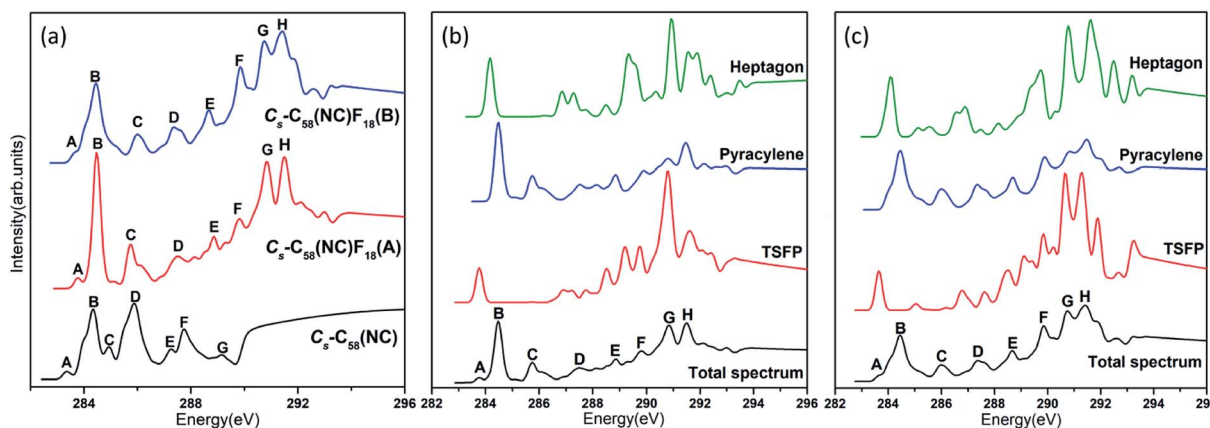 (a)
A
B
C
D
E
F
G
H
Cₛ-C₅₈(NC)F₁₈(B)
A
B
C
D
E
F
G
H
Cₛ-C₅₈(NC)F₁₈(A)
A
B
C
D
E
F
G
Cₛ-C₅₈(NC)
Intensity(arb.units)
284 288 292 296
Energy(eV)
(b)
Heptagon
Pyracylene
TSFP
A
B
C
D
E
F
G
H
Total spectrum
282 284 286 288 290 292 294 296
Energy(eV)
(c)
Heptagon
Pyracylene
TSFP
A
B
C
D
E
F
G
H
Total spectrum
282 284 286 288 290 292 294 29
Energy(eV)